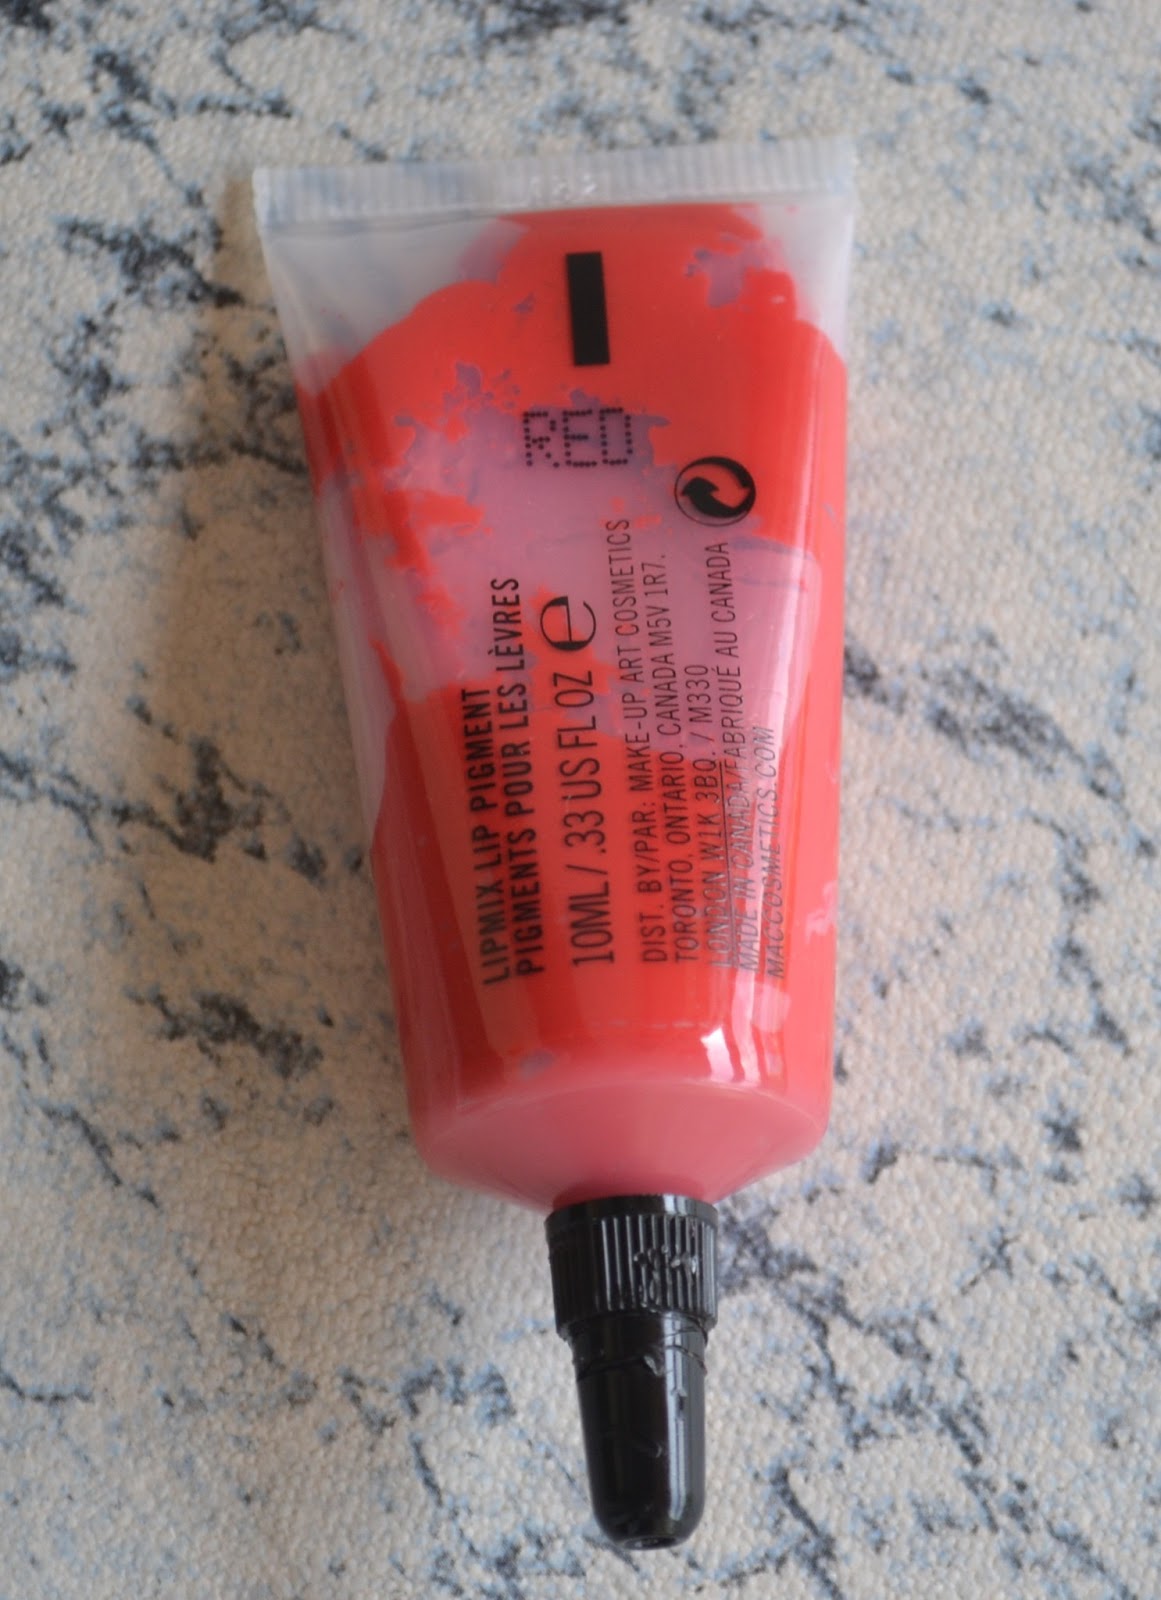 RED
LIPMIX LIP PIGMENT
PIGMENTS POUR LES LÈVRES
10ML / .33 US FL OZ e
DIST. BY/PAR: MAKE-UP ART COSMETICS
TORONTO, ONTARIO, CANADA M5V 1R7.
LONDON W1K 3BQ. / M330
MADE IN CANADA/FABRIQUÉ AU CANADA
MACCOSMETICS.COM